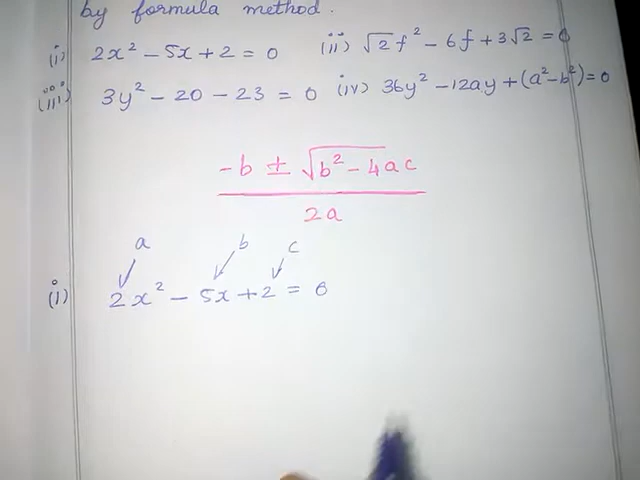 by formula method.
(i) 2x² - 5x + 2 = 0 (ii) √2 f² - 6f + 3√2 = 0
(iii) 3y² - 20 - 23 = 0 (iv) 36y² - 12ay + (a² - b²) = 0
-b ± √b² - 4ac
2a
a b c
(i) 2x² - 5x + 2 = 0